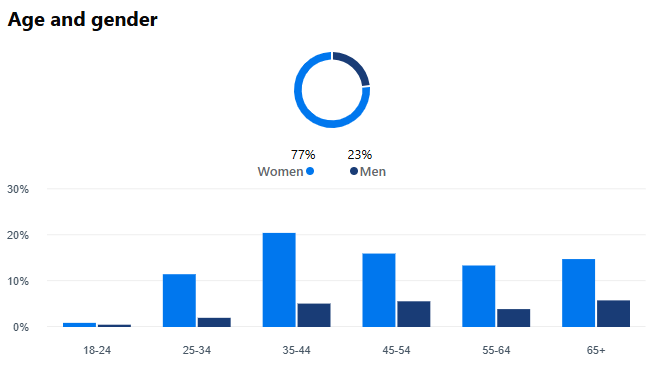 Age and gender
77% 23%
Women Men
30%
20%
10%
0%
18-24 25-34 35-44 45-54 55-64 65+